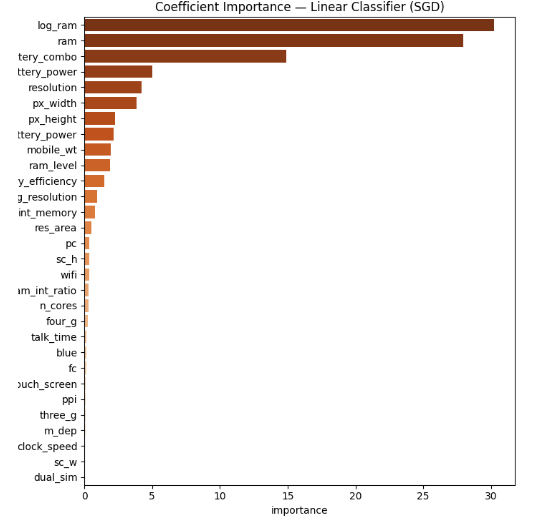 Coefficient Importance — Linear Classifier (SGD)
log_ram
ram
ttery_combo
ttery_power
resolution
px_width
px_height
ttery_power
mobile_wt
ram_level
y_efficiency
g_resolution
int_memory
res_area
pc
sc_h
wifi
am_int_ratio
n_cores
four_g
talk_time
blue
fc
ouch_screen
ppi
three_g
m_dep
clock_speed
sc_w
dual_sim
0 5 10 15 20 25 30
importance